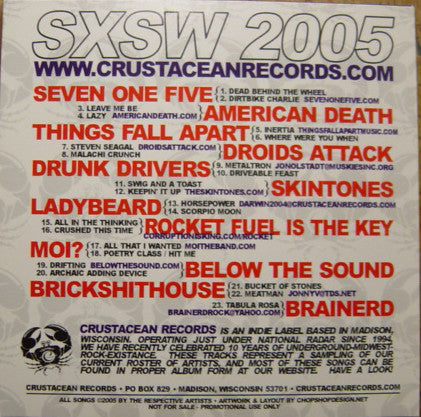 SXSW 2005
WWW.CRUSTACEANRECORDS.COM
SEVEN ONE FIVE
1. DEAD BEHIND THE WHEEL
2. DIRTBIKE CHARLIE SEVENONEFIVE.COM
3. LEAVE ME BE
4. LAZY AMERICANDEATH.COM
AMERICAN DEATH
THINGS FALL APART
5. INERTIA THINGSFALLAPARTMUSIC.COM
6. WHERE WERE YOU WHEN
7. STEVEN SEAGAL DROIDSATTACK.COM
8. MALACHI CRUNCH
DROIDS ATTACK
DRUNK DRIVERS
9. METALTRON JONOLSTADT@MUSKIESINC.ORG
10. DRIVEABLE FEAST
11. SWIG AND A TOAST
12. KEEPIN' IT UP THESKINTONES.COM
SKINTONES
LADYBEARD
13. HORSEPOWER DARWIN2004@CRUSTACEANRECORDS.COM
14. SCORPIO MOON
15. ALL IN THE THINKING
16. CRUSHED THIS TIME
CORRUPTIONISKING.COM/ROCKET
ROCKET FUEL IS THE KEY
MOI?
17. ALL THAT I WANTED MOITHEBAND.COM
18. POETRY CLASS / HIT ME
19. DRIFTING BELOWTHESOUND.COM
20. ARCHAIC ADDING DEVICE
BELOW THE SOUND
BRICKSHITHOUSE
21. BUCKET OF STONES
22. MEATMAN JONNYV@TDS.NET
23. TABULA ROSA
BRAINERDROCK@YAHOO.COM
BRAINERD
CRUSTACEAN RECORDS IS AN INDIE LABEL BASED IN MADISON,
WISCONSIN. OPERATING JUST UNDER NATIONAL RADAR SINCE 1994,
WE HAVE RECENTLY CELEBRATED 10 YEARS OF UNDERGROUND-MIDWEST-
ROCK-EXISTANCE. THESE TRACKS REPRESENT A SAMPLING OF OUR
CURRENT ROSTER OF ARTISTS, AND MOST OF THESE SONGS CAN BE
FOUND IN PROPER ALBUM FORM AT OUR WEBSITE. HAVE A LOOK!
CRUSTACEAN RECORDS • PO BOX 829 • MADISON, WISCONSIN 53701 • CRUSTACEANRECORDS.COM
ALL SONGS ©2005 BY THE RESPECTIVE ARTISTS • ARTWORK & LAYOUT BY CHOPSHOPDESIGN.NET
NOT FOR SALE - PROMOTIONAL USE ONLY